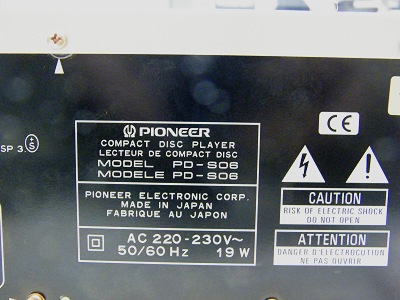 PIONEER
COMPACT DISC PLAYER
LECTEUR DE COMPACT DISC
MODEL PD-S06
MODELE PD-S06
PIONEER ELECTRONIC CORP.
MADE IN JAPAN
FABRIQUE AU JAPON
AC 220-230V~
50/60 Hz 19 W
SP 3.
S
CE
CAUTION
RISK OF ELECTRIC SHOCK
DO NOT OPEN
ATTENTION
DANGER D'ELECTROCUTION
NE PAS OUVRIR